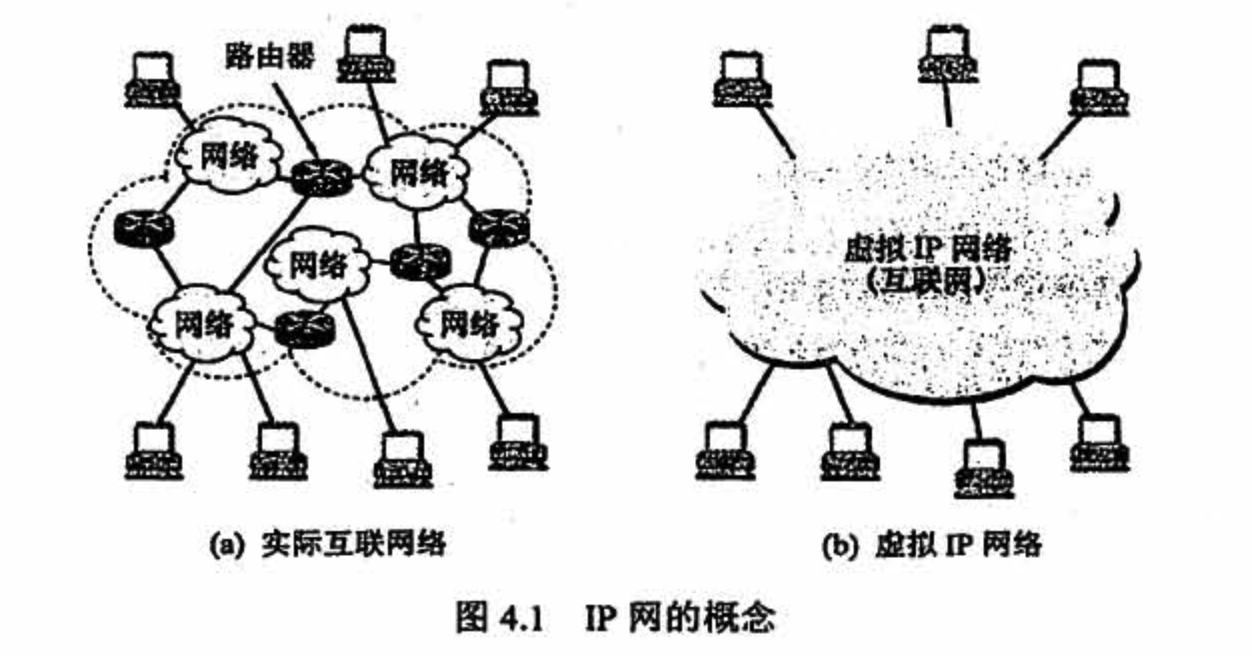 路由器
网络
网络
网络
网络
网络
虚拟 IP 网络
(互联网)
(a) 实际互联网络
(b) 虚拟 IP 网络
图 4.1 IP 网的概念